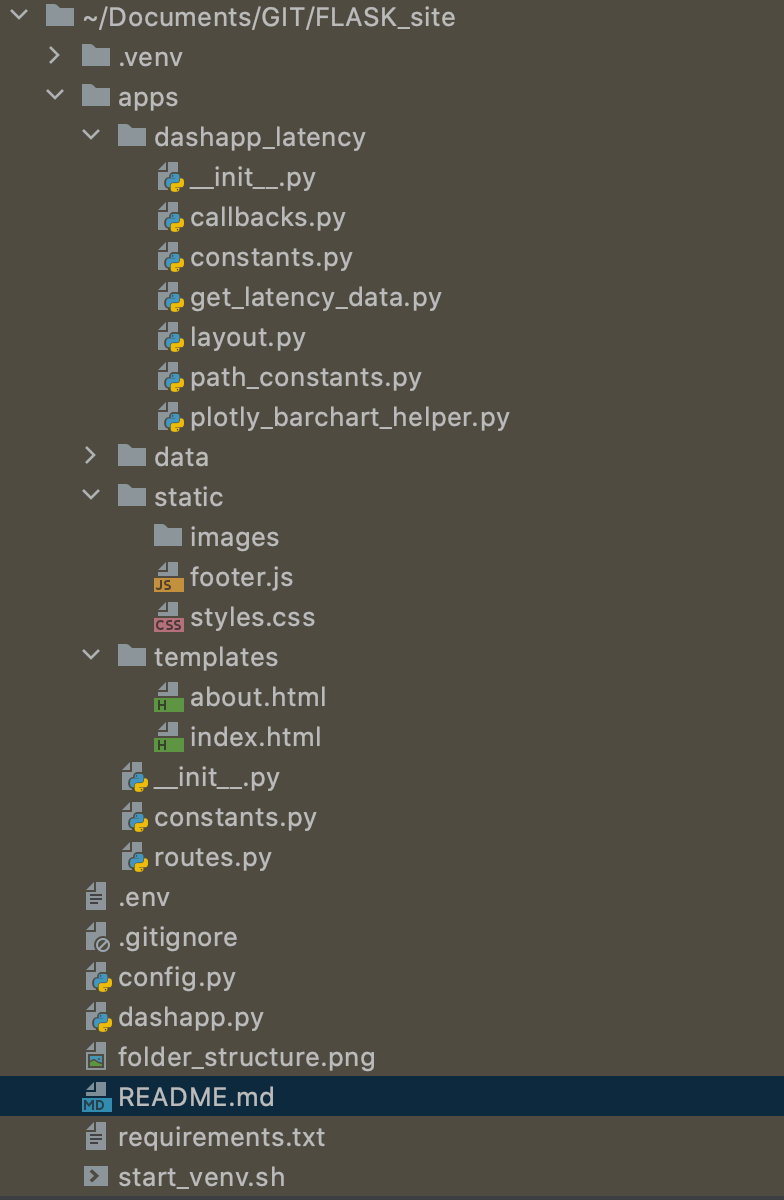 ~/Documents/GIT/FLASK_site
.venv
apps
dashapp_latency
__init__.py
callbacks.py
constants.py
get_latency_data.py
layout.py
path_constants.py
plotly_barchart_helper.py
data
static
images
JS footer.js
CSS styles.css
templates
H about.html
H index.html
__init__.py
constants.py
routes.py
.env
.gitignore
config.py
dashapp.py
folder_structure.png
MD README.md
requirements.txt
start_venv.sh